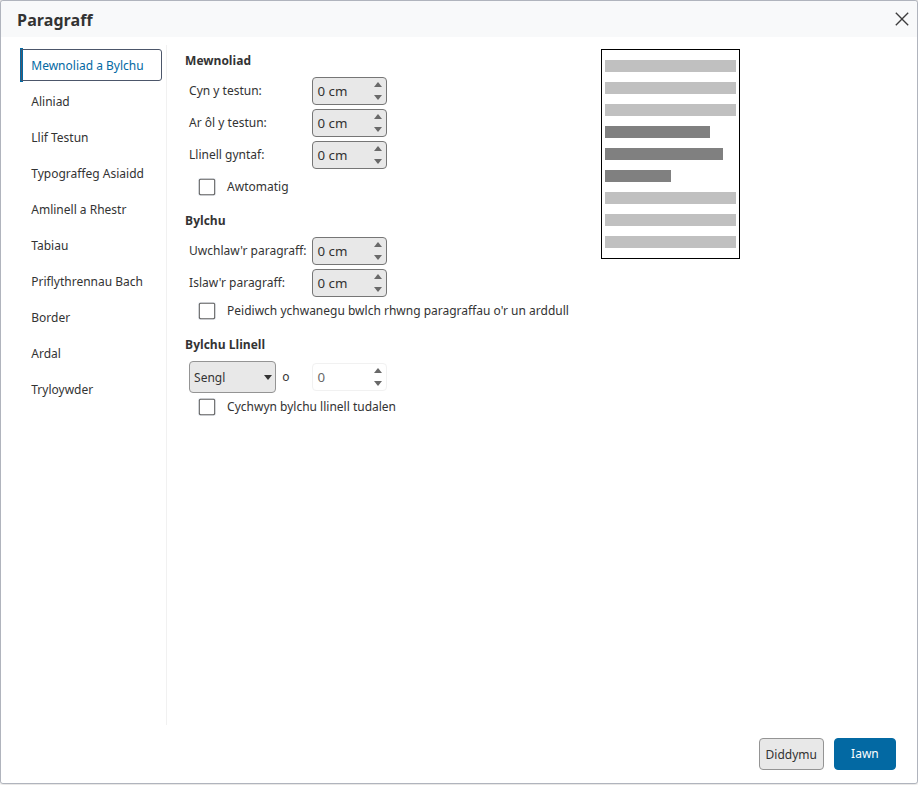 Paragraff
Mewnoliad a Bylchu
Aliniad
Llif Testun
Typograffeg Asiaidd
Amlinell a Rhestr
Tabiau
Priflythrennau Bach
Border
Ardal
Tryloywder
Mewnoliad
Cyn y testun: 0 cm
Ar ôl y testun: 0 cm
Llinell gyntaf: 0 cm
Awtomatig
Bylchu
Uwchlaw'r paragraff: 0 cm
Islaw'r paragraff: 0 cm
Peidiwch ychwanegu bwlch rhwng paragraffau o'r un arddull
Bylchu Llinell
Sengl o 0
Cychwyn bylchu llinell tudalen
Diddymu Iawn